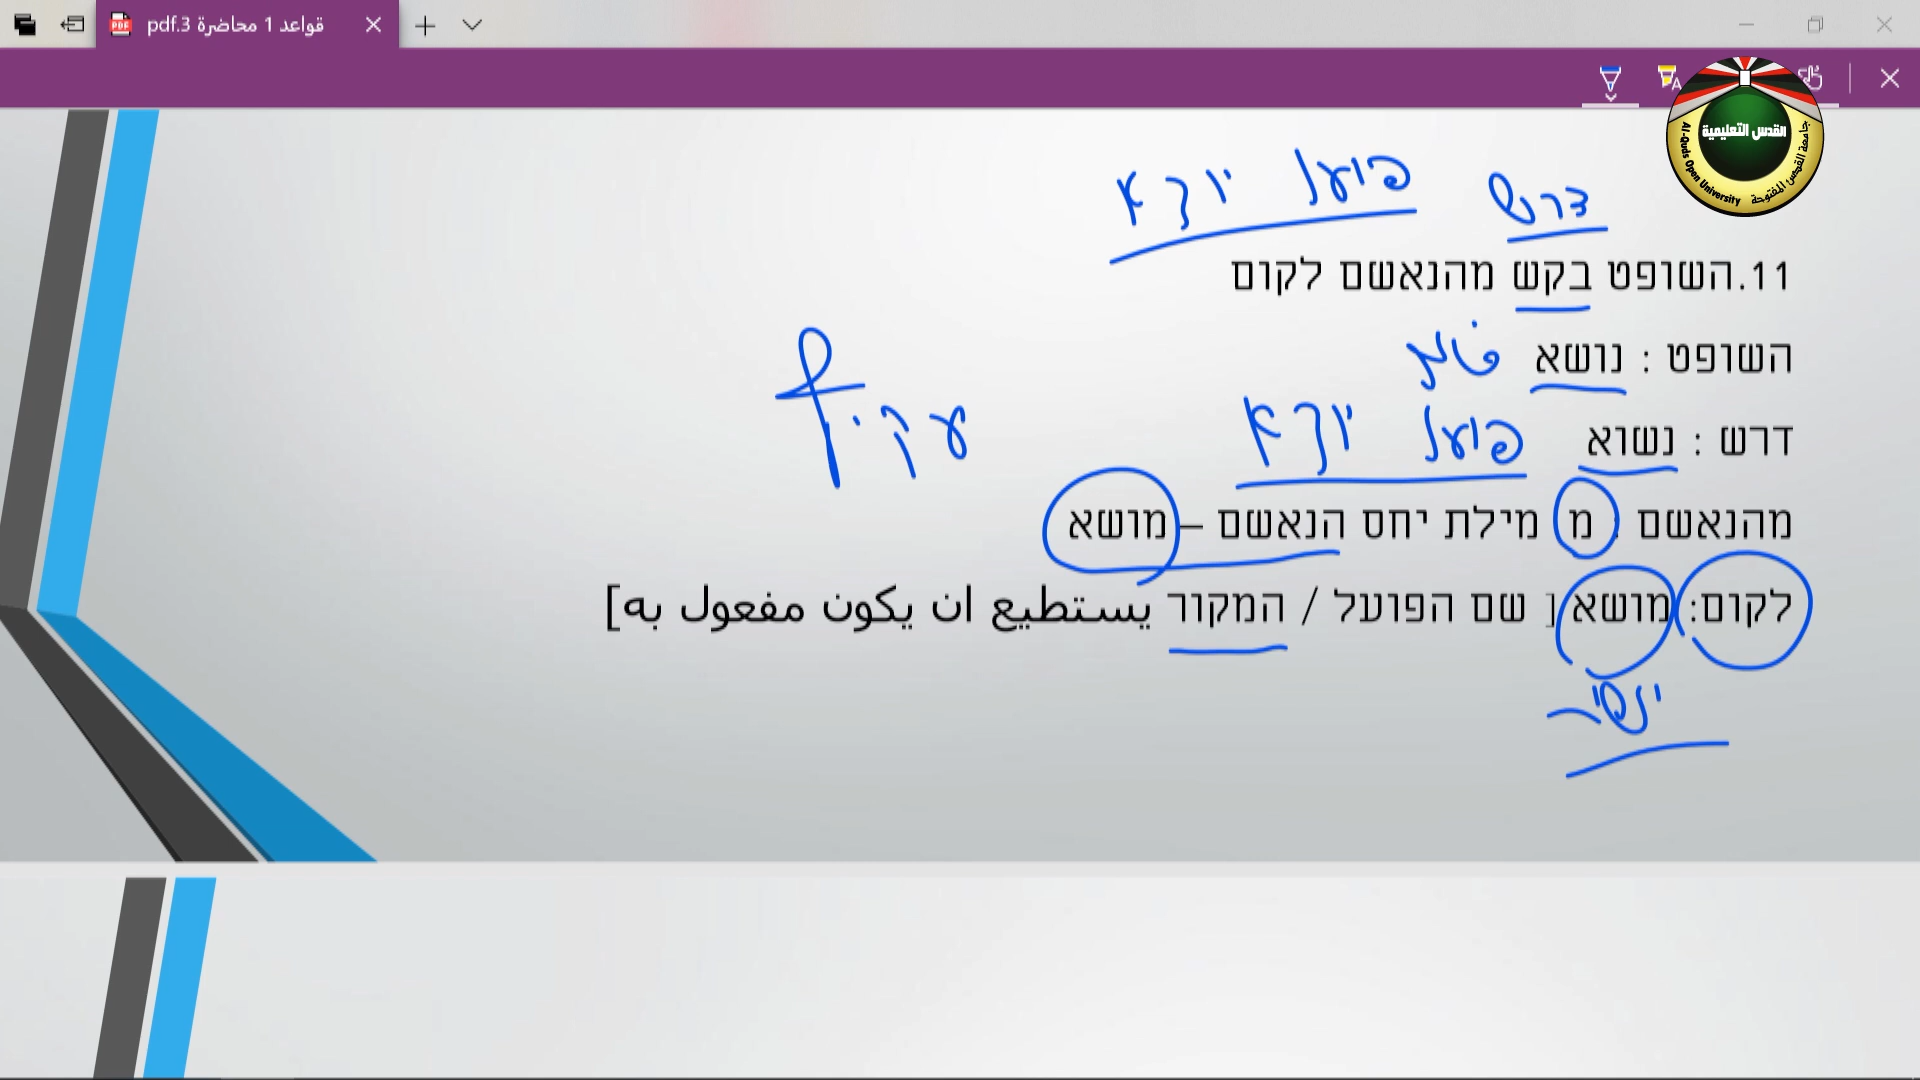 قواعد 1 محاضرة 3.pdf
القدس التعليمية
جامعة القدس المفتوحة
Al-Quds Open University
דרש פועל יוצא
11.השופט בקש מהנאשם לקום
השופט : נושא
דרש : נשוא פועל יוצא
עקיף
מהנאשם : מ מילת יחס הנאשם – מושא
לקום: מושא [ שם הפועל / המקור يستطيع ان يكون مفعول به]
ישיר